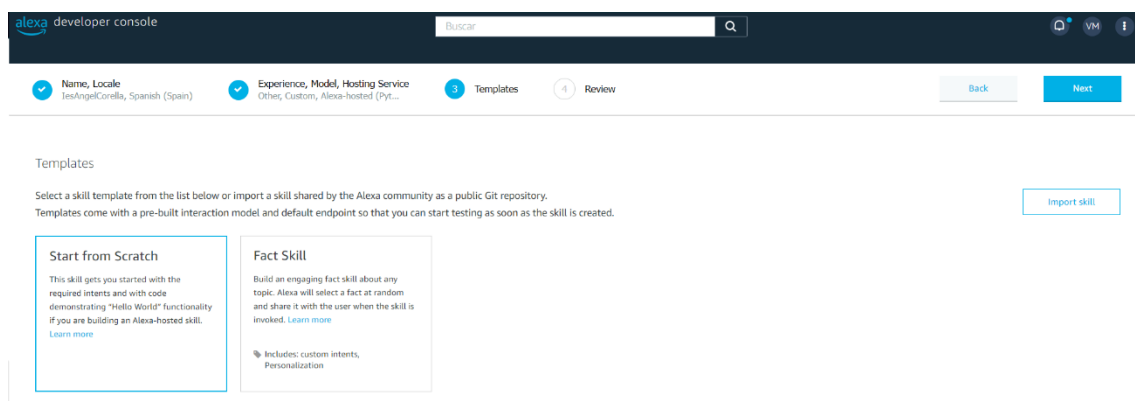 alexa developer console
Buscar
VM
Name, Locale
IesAngelCorella, Spanish (Spain)
Experience, Model, Hosting Service
Other, Custom, Alexa-hosted (Pyt...
3 Templates
4 Review
Back
Next
Templates
Select a skill template from the list below or import a skill shared by the Alexa community as a public Git repository.
Templates come with a pre-built interaction model and default endpoint so that you can start testing as soon as the skill is created.
Import skill
Start from Scratch
This skill gets you started with the
required intents and with code
demonstrating "Hello World" functionality
if you are building an Alexa-hosted skill.
Learn more
Fact Skill
Build an engaging fact skill about any
topic. Alexa will select a fact at random
and share it with the user when the skill is
invoked. Learn more
Includes: custom intents,
Personalization